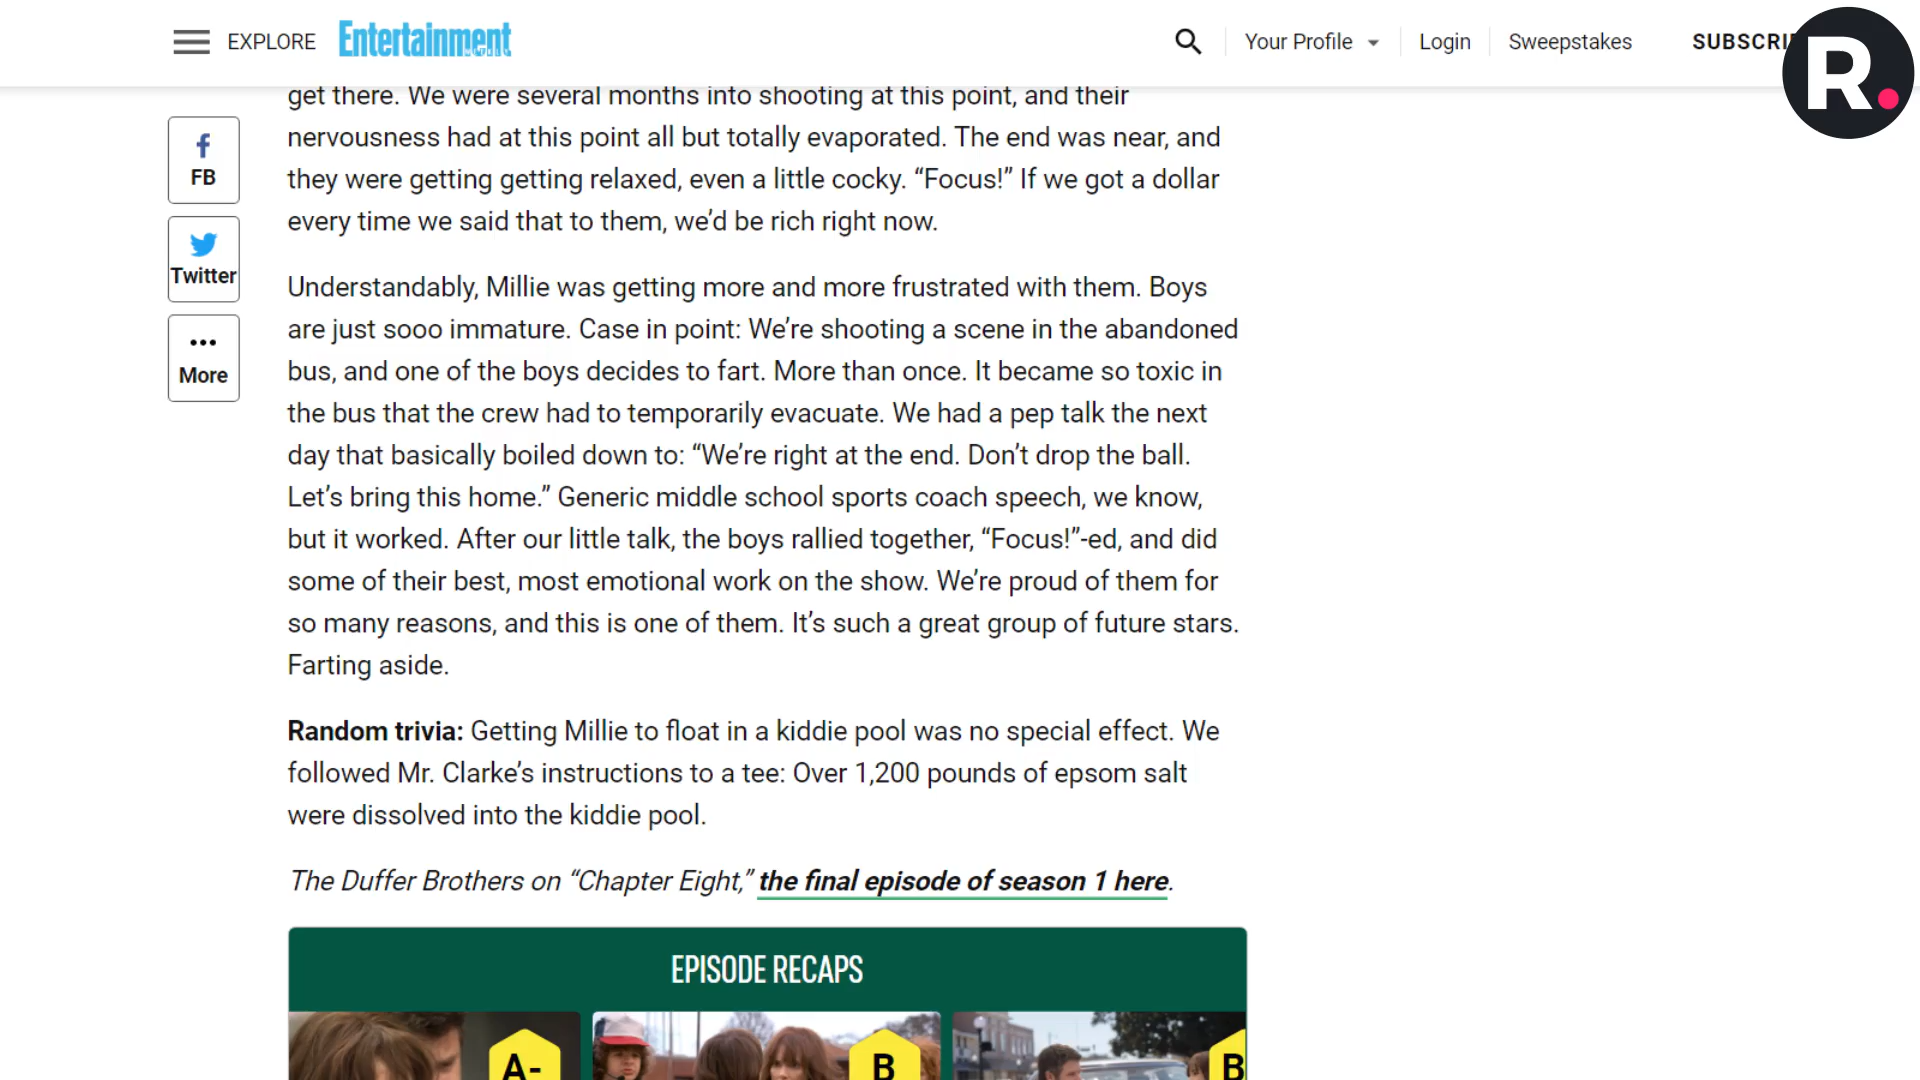 EXPLORE Entertainment WEEKLY Your Profile Login Sweepstakes SUBSCRI R.
get there. We were several months into shooting at this point, and their
nervousness had at this point all but totally evaporated. The end was near, and
they were getting getting relaxed, even a little cocky. “Focus!” If we got a dollar
every time we said that to them, we’d be rich right now.
FB
Twitter
More
Understandably, Millie was getting more and more frustrated with them. Boys
are just sooo immature. Case in point: We’re shooting a scene in the abandoned
bus, and one of the boys decides to fart. More than once. It became so toxic in
the bus that the crew had to temporarily evacuate. We had a pep talk the next
day that basically boiled down to: “We’re right at the end. Don’t drop the ball.
Let’s bring this home.” Generic middle school sports coach speech, we know,
but it worked. After our little talk, the boys rallied together, “Focus!”-ed, and did
some of their best, most emotional work on the show. We’re proud of them for
so many reasons, and this is one of them. It’s such a great group of future stars.
Farting aside.
Random trivia: Getting Millie to float in a kiddie pool was no special effect. We
followed Mr. Clarke’s instructions to a tee: Over 1,200 pounds of epsom salt
were dissolved into the kiddie pool.
The Duffer Brothers on “Chapter Eight,” the final episode of season 1 here.
EPISODE RECAPS
A- B B